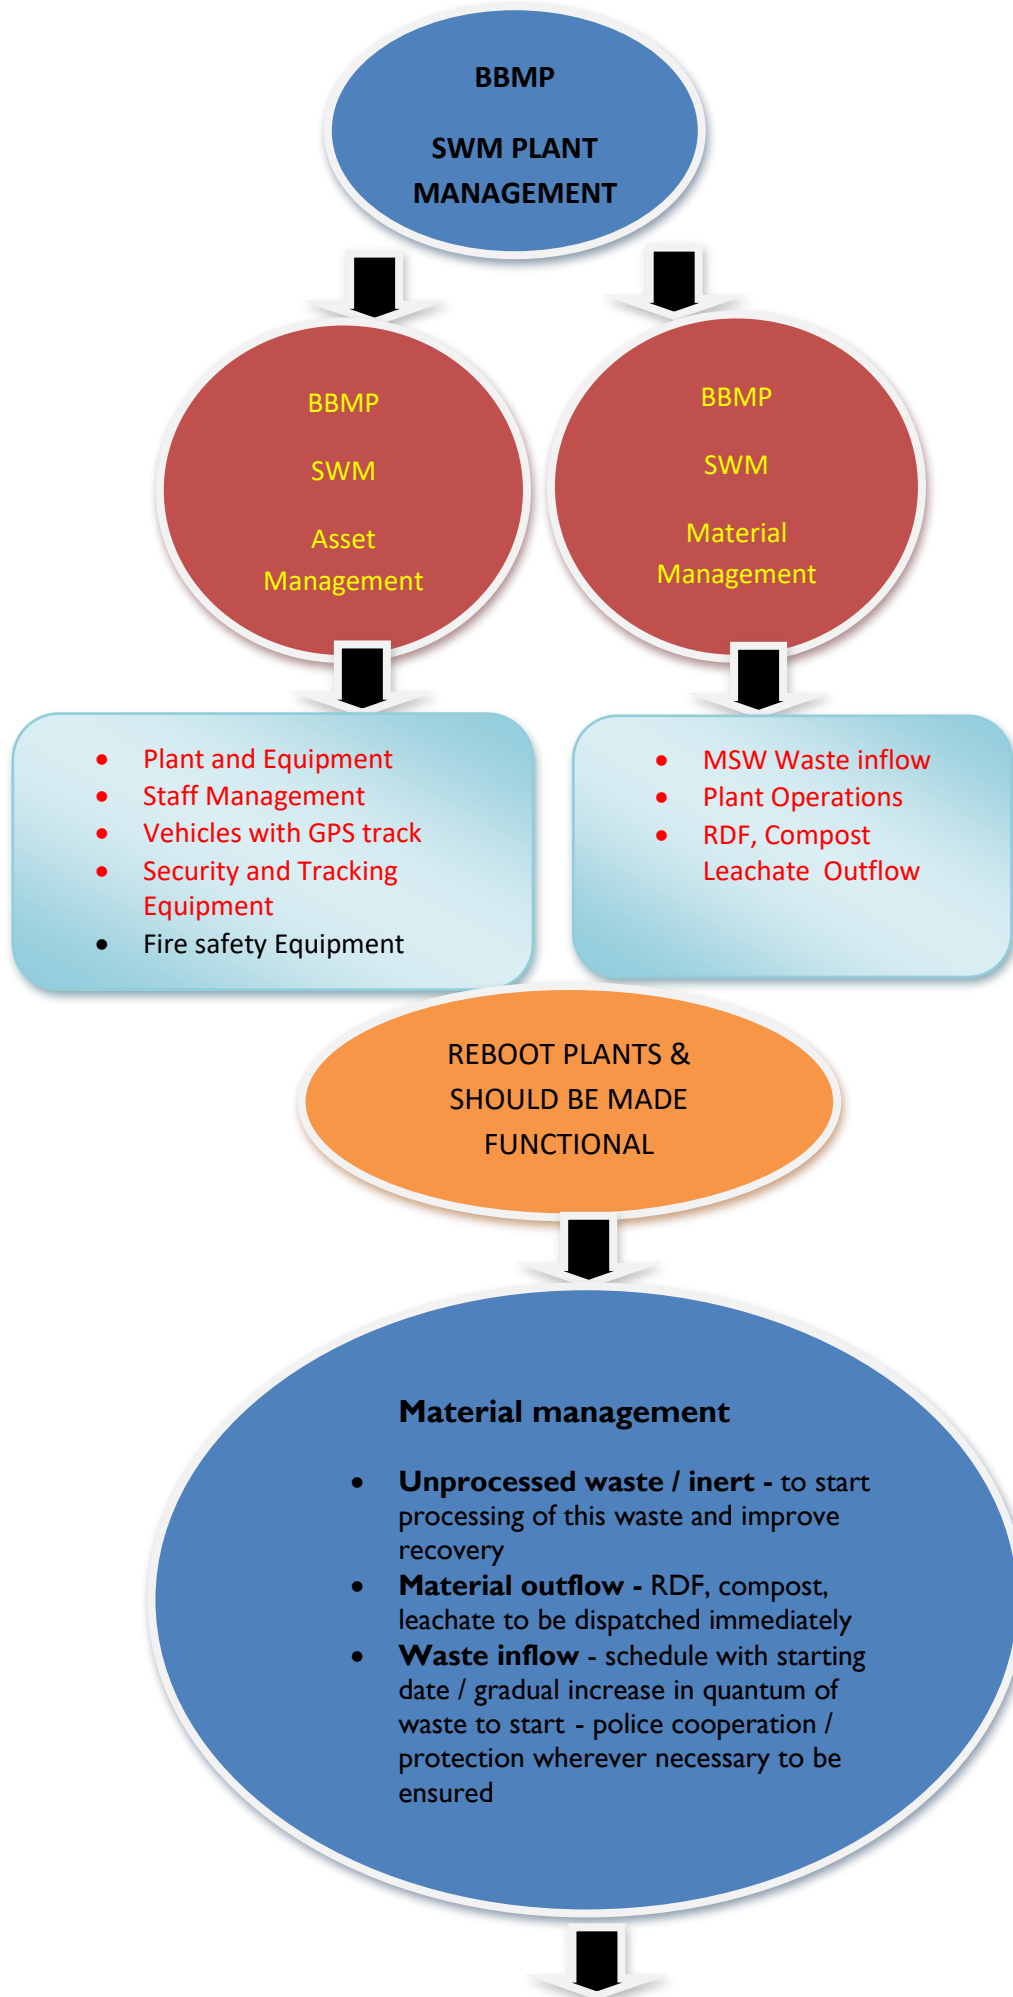 BBMP
SWM PLANT
MANAGEMENT
BBMP
SWM
Asset
Management
BBMP
SWM
Material
Management
• Plant and Equipment
• Staff Management
• Vehicles with GPS track
• Security and Tracking
Equipment
• Fire safety Equipment
• MSW Waste inflow
• Plant Operations
• RDF, Compost
Leachate Outflow
REBOOT PLANTS &
SHOULD BE MADE
FUNCTIONAL
Material management
• Unprocessed waste / inert - to start
processing of this waste and improve
recovery
• Material outflow - RDF, compost,
leachate to be dispatched immediately
• Waste inflow - schedule with starting
date / gradual increase in quantum of
waste to start - police cooperation /
protection wherever necessary to be
ensured